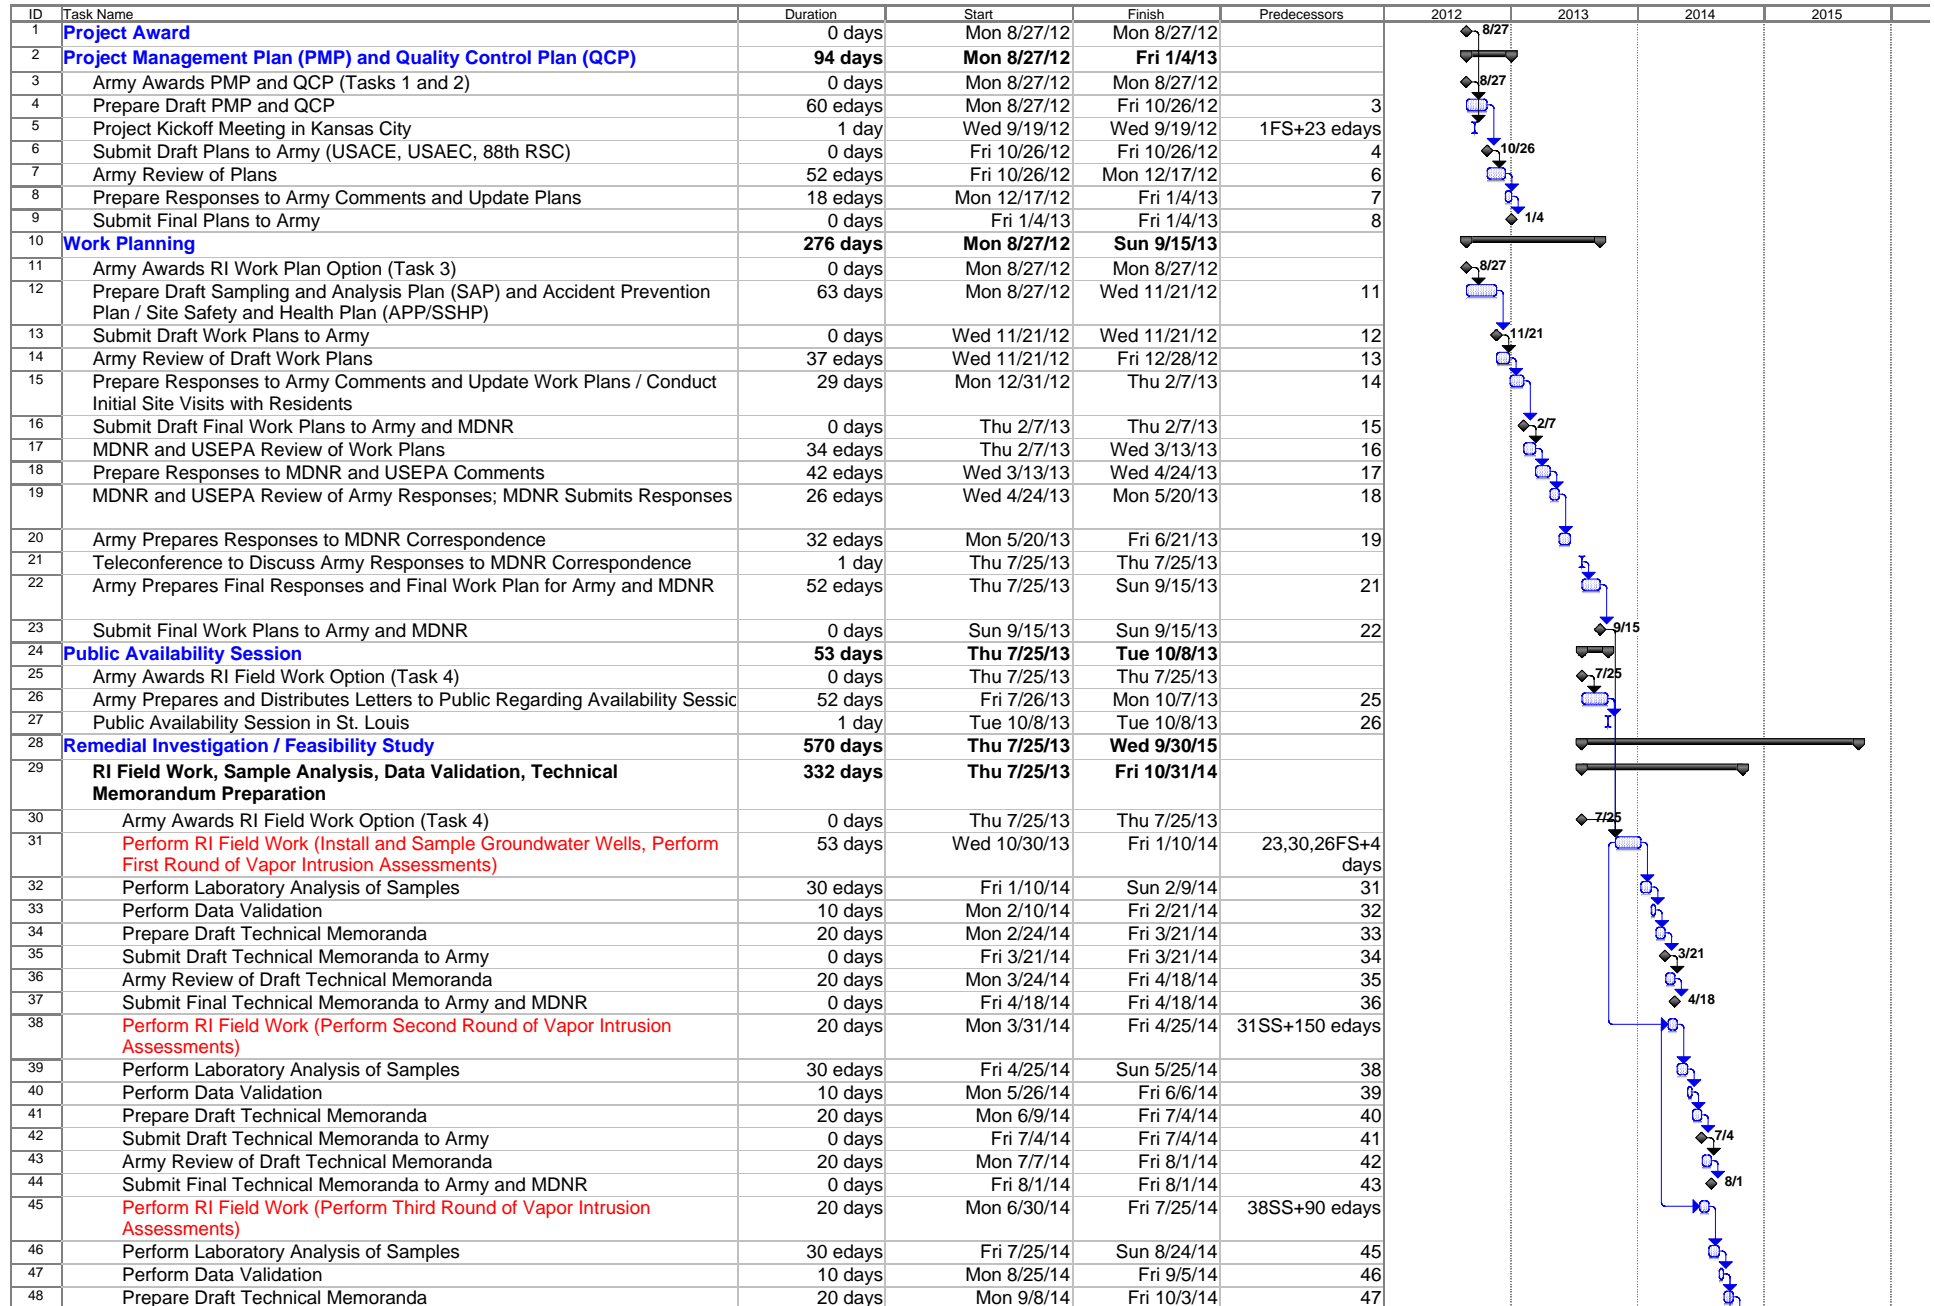 ID Task Name Duration Start Finish Predecessors 2012 2013 2014 2015
1 Project Award 0 days Mon 8/27/12 Mon 8/27/12 8/27
2 Project Management Plan (PMP) and Quality Control Plan (QCP) 94 days Mon 8/27/12 Fri 1/4/13
3 Army Awards PMP and QCP (Tasks 1 and 2) 0 days Mon 8/27/12 Mon 8/27/12 8/27
4 Prepare Draft PMP and QCP 60 edays Mon 8/27/12 Fri 10/26/12 3
5 Project Kickoff Meeting in Kansas City 1 day Wed 9/19/12 Wed 9/19/12 1FS+23 edays
6 Submit Draft Plans to Army (USACE, USAEC, 88th RSC) 0 days Fri 10/26/12 Fri 10/26/12 4 10/26
7 Army Review of Plans 52 edays Fri 10/26/12 Mon 12/17/12 6
8 Prepare Responses to Army Comments and Update Plans 18 edays Mon 12/17/12 Fri 1/4/13 7
9 Submit Final Plans to Army 0 days Fri 1/4/13 Fri 1/4/13 8 1/4
10 Work Planning 276 days Mon 8/27/12 Sun 9/15/13
11 Army Awards RI Work Plan Option (Task 3) 0 days Mon 8/27/12 Mon 8/27/12 8/27
12 Prepare Draft Sampling and Analysis Plan (SAP) and Accident Prevention 63 days Mon 8/27/12 Wed 11/21/12 11
Plan / Site Safety and Health Plan (APP/SSHP)
13 Submit Draft Work Plans to Army 0 days Wed 11/21/12 Wed 11/21/12 12 11/21
14 Army Review of Draft Work Plans 37 edays Wed 11/21/12 Fri 12/28/12 13
15 Prepare Responses to Army Comments and Update Work Plans / Conduct 29 days Mon 12/31/12 Thu 2/7/13 14
Initial Site Visits with Residents
16 Submit Draft Final Work Plans to Army and MDNR 0 days Thu 2/7/13 Thu 2/7/13 15 2/7
17 MDNR and USEPA Review of Work Plans 34 edays Thu 2/7/13 Wed 3/13/13 16
18 Prepare Responses to MDNR and USEPA Comments 42 edays Wed 3/13/13 Wed 4/24/13 17
19 MDNR and USEPA Review of Army Responses; MDNR Submits Responses 26 edays Wed 4/24/13 Mon 5/20/13 18
20 Army Prepares Responses to MDNR Correspondence 32 edays Mon 5/20/13 Fri 6/21/13 19
21 Teleconference to Discuss Army Responses to MDNR Correspondence 1 day Thu 7/25/13 Thu 7/25/13
22 Army Prepares Final Responses and Final Work Plan for Army and MDNR 52 edays Thu 7/25/13 Sun 9/15/13 21
23 Submit Final Work Plans to Army and MDNR 0 days Sun 9/15/13 Sun 9/15/13 22 9/15
24 Public Availability Session 53 days Thu 7/25/13 Tue 10/8/13
25 Army Awards RI Field Work Option (Task 4) 0 days Thu 7/25/13 Thu 7/25/13 7/25
26 Army Prepares and Distributes Letters to Public Regarding Availability Sessic 52 days Fri 7/26/13 Mon 10/7/13 25
27 Public Availability Session in St. Louis 1 day Tue 10/8/13 Tue 10/8/13 26
28 Remedial Investigation / Feasibility Study 570 days Thu 7/25/13 Wed 9/30/15
29 RI Field Work, Sample Analysis, Data Validation, Technical 332 days Thu 7/25/13 Fri 10/31/14
Memorandum Preparation
30 Army Awards RI Field Work Option (Task 4) 0 days Thu 7/25/13 Thu 7/25/13 7/25
31 Perform RI Field Work (Install and Sample Groundwater Wells, Perform 53 days Wed 10/30/13 Fri 1/10/14 23,30,26FS+4
First Round of Vapor Intrusion Assessments) days
32 Perform Laboratory Analysis of Samples 30 edays Fri 1/10/14 Sun 2/9/14 31
33 Perform Data Validation 10 days Mon 2/10/14 Fri 2/21/14 32
34 Prepare Draft Technical Memoranda 20 days Mon 2/24/14 Fri 3/21/14 33
35 Submit Draft Technical Memoranda to Army 0 days Fri 3/21/14 Fri 3/21/14 34 3/21
36 Army Review of Draft Technical Memoranda 20 days Mon 3/24/14 Fri 4/18/14 35
37 Submit Final Technical Memoranda to Army and MDNR 0 days Fri 4/18/14 Fri 4/18/14 36 4/18
38 Perform RI Field Work (Perform Second Round of Vapor Intrusion 20 days Mon 3/31/14 Fri 4/25/14 31SS+150 edays
Assessments)
39 Perform Laboratory Analysis of Samples 30 edays Fri 4/25/14 Sun 5/25/14 38
40 Perform Data Validation 10 days Mon 5/26/14 Fri 6/6/14 39
41 Prepare Draft Technical Memoranda 20 days Mon 6/9/14 Fri 7/4/14 40
42 Submit Draft Technical Memoranda to Army 0 days Fri 7/4/14 Fri 7/4/14 41 7/4
43 Army Review of Draft Technical Memoranda 20 days Mon 7/7/14 Fri 8/1/14 42
44 Submit Final Technical Memoranda to Army and MDNR 0 days Fri 8/1/14 Fri 8/1/14 43 8/1
45 Perform RI Field Work (Perform Third Round of Vapor Intrusion 20 days Mon 6/30/14 Fri 7/25/14 38SS+90 edays
Assessments)
46 Perform Laboratory Analysis of Samples 30 edays Fri 7/25/14 Sun 8/24/14 45
47 Perform Data Validation 10 days Mon 8/25/14 Fri 9/5/14 46
48 Prepare Draft Technical Memoranda 20 days Mon 9/8/14 Fri 10/3/14 47